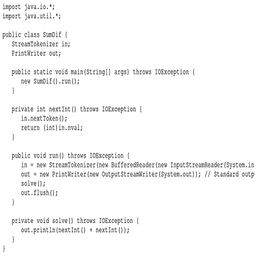 import java.io.*;
import java.util.*;

public class SumDif {
   StreamTokenizer in;
   PrintWriter out;

   public static void main(String[] args) throws IOException {
      new SumDif().run();
   }

   private int nextInt() throws IOException {
      in.nextToken();
      return (int)in.nval;
   }

   public void run() throws IOException {
      in = new StreamTokenizer(new BufferedReader(new InputStreamReader(System.in
      out = new PrintWriter(new OutputStreamWriter(System.out)); // Standard outp
      solve();
      out.flush();
   }

   private void solve() throws IOException {
      out.println(nextInt() + nextInt());
   }
}